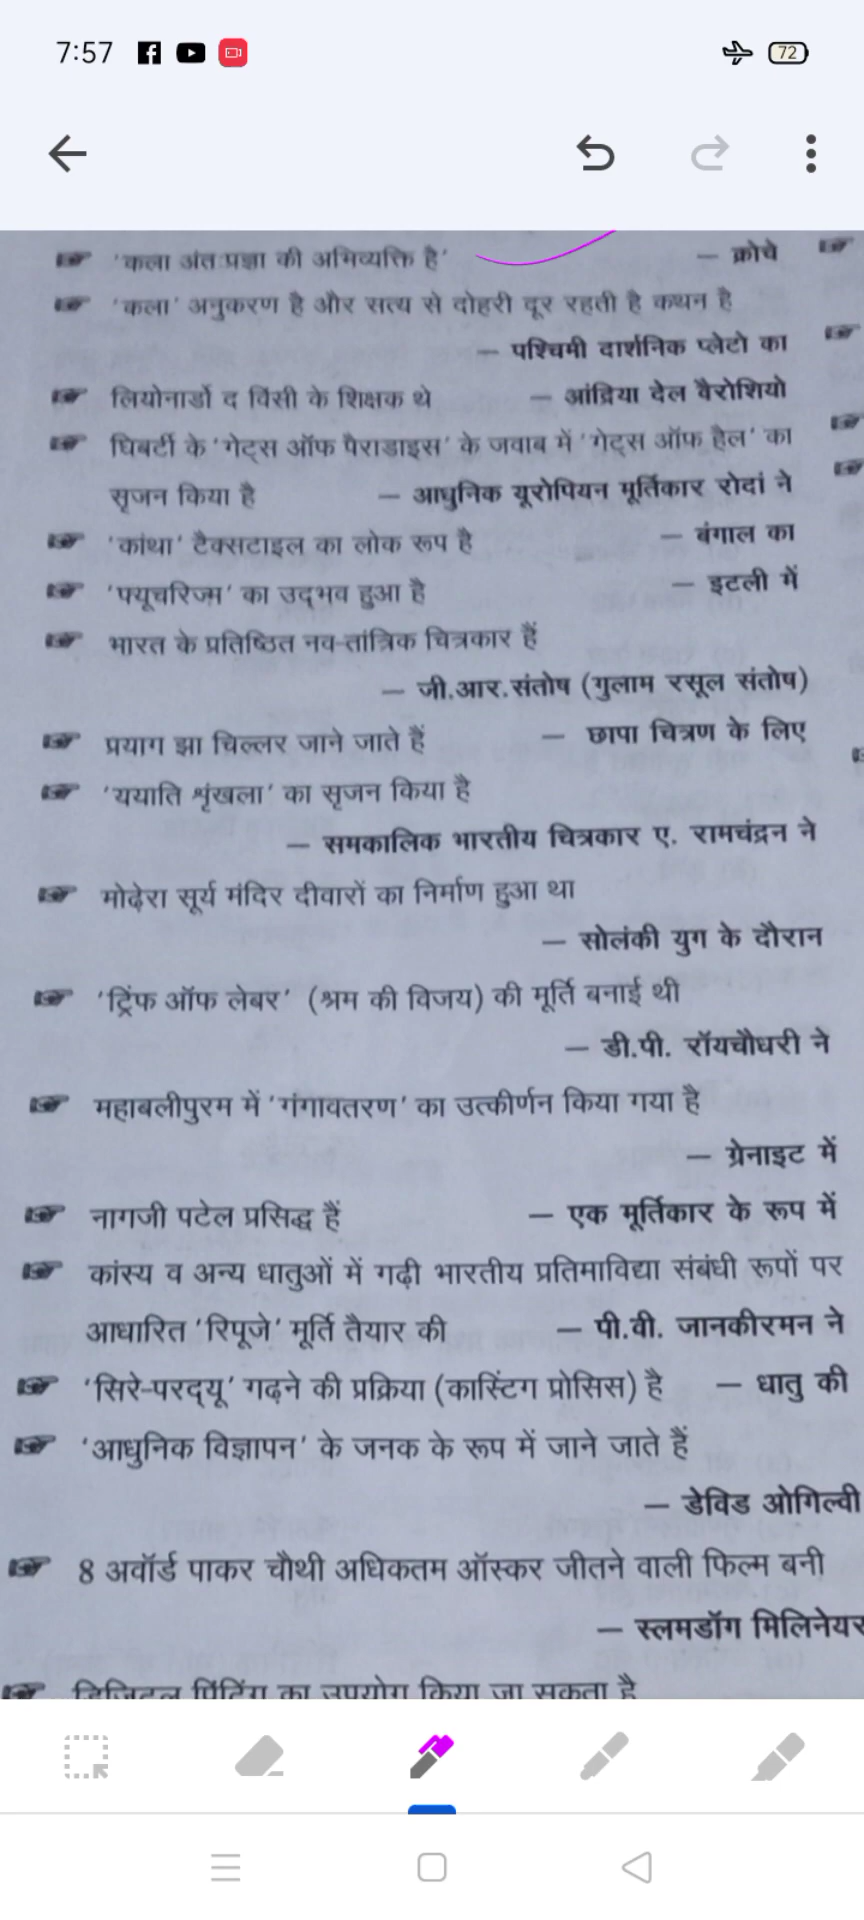 7:57
72
'कला अंतःप्रज्ञा की अभिव्यक्ति है' – क्रोचे
'कला' अनुकरण है और सत्य से दोहरी दूर रहती है कथन है
– पश्चिमी दार्शनिक प्लेटो का
लियोनार्डो द विंसी के शिक्षक थे – आंद्रिया देल वैरोशियो
घिबर्टी के 'गेट्स ऑफ पैराडाइस' के जवाब में 'गेट्स ऑफ हैल' का
सृजन किया है – आधुनिक यूरोपियन मूर्तिकार रोदां ने
'कांथा' टैक्सटाइल का लोक रूप है – बंगाल का
'फ्यूचरिज्म' का उद्भव हुआ है – इटली में
भारत के प्रतिष्ठित नव-तांत्रिक चित्रकार हैं
– जी.आर.संतोष (गुलाम रसूल संतोष)
प्रयाग झा चिल्लर जाने जाते हैं – छापा चित्रण के लिए
'ययाति शृंखला' का सृजन किया है
– समकालिक भारतीय चित्रकार ए. रामचंद्रन ने
मोढ़ेरा सूर्य मंदिर दीवारों का निर्माण हुआ था
– सोलंकी युग के दौरान
'ट्रिंफ ऑफ लेबर' (श्रम की विजय) की मूर्ति बनाई थी
– डी.पी. रॉयचौधरी ने
महाबलीपुरम में 'गंगावतरण' का उत्कीर्णन किया गया है
– ग्रेनाइट में
नागजी पटेल प्रसिद्ध हैं – एक मूर्तिकार के रूप में
कांस्य व अन्य धातुओं में गढ़ी भारतीय प्रतिमाविद्या संबंधी रूपों पर
आधारित 'रिपूजे' मूर्ति तैयार की – पी.वी. जानकीरमन ने
'सिरे-परद्यू' गढ़ने की प्रक्रिया (कास्टिंग प्रोसिस) है – धातु की
'आधुनिक विज्ञापन' के जनक के रूप में जाने जाते हैं
– डेविड ओगिल्वी
8 अवॉर्ड पाकर चौथी अधिकतम ऑस्कर जीतने वाली फिल्म बनी
– स्लमडॉग मिलिनेयर
डिजिटल प्रिंटिंग का उपयोग किया जा सकता है